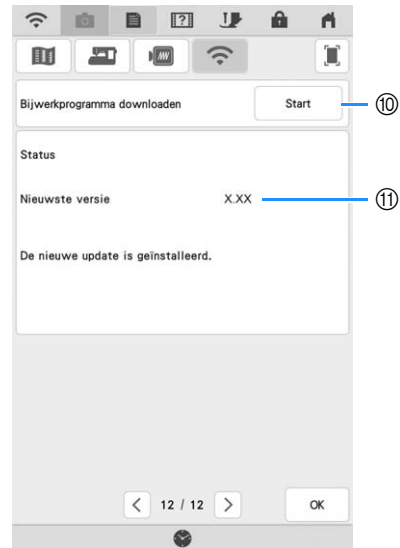 Bijwerkprogramma downloaden Start ⑩
Status
Nieuwste versie X.XX ⑪
De nieuwe update is geïnstalleerd.
12 / 12 OK